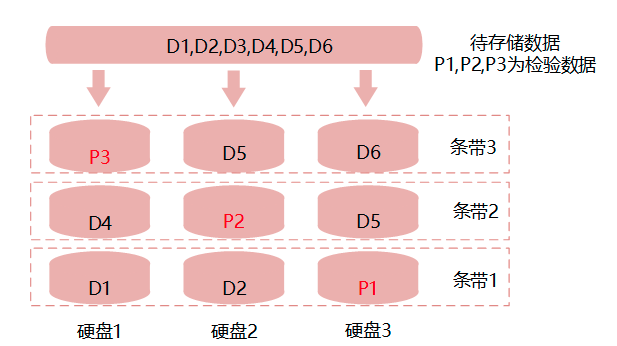 D1,D2,D3,D4,D5,D6
待存储数据
P1,P2,P3为检验数据
P3 D5 D6 条带3
D4 P2 D5 条带2
D1 D2 P1 条带1
硬盘1 硬盘2 硬盘3